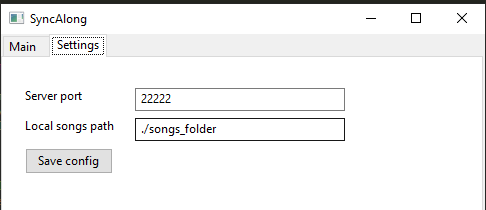 SyncAlong
Main Settings
Server port 22222
Local songs path ./songs_folder
Save config